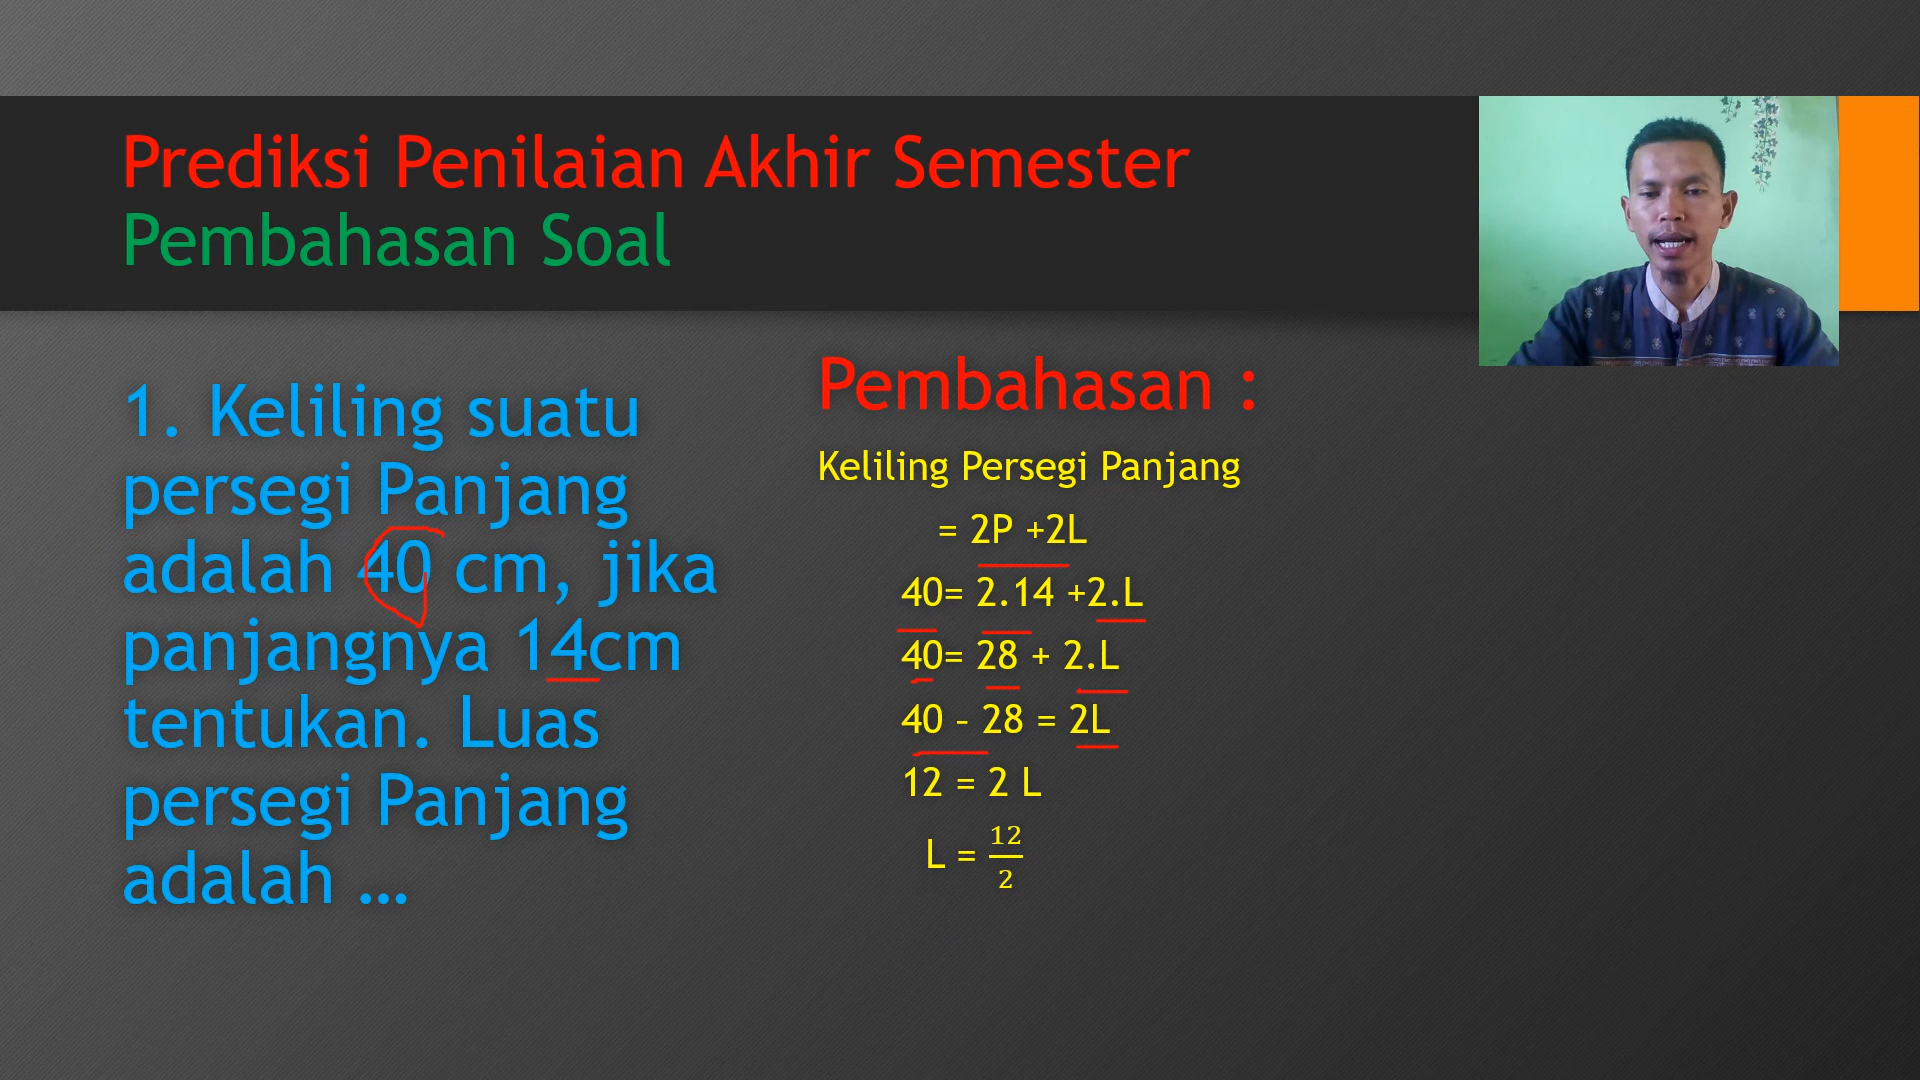 Prediksi Penilaian Akhir Semester
Pembahasan Soal
1. Keliling suatu
persegi Panjang
adalah 40 cm, jika
panjangnya 14cm
tentukan. Luas
persegi Panjang
adalah …
Pembahasan :
Keliling Persegi Panjang
= 2P +2L
40= 2.14 +2.L
40= 28 + 2.L
40 – 28 = 2L
12 = 2 L
L = 12/2